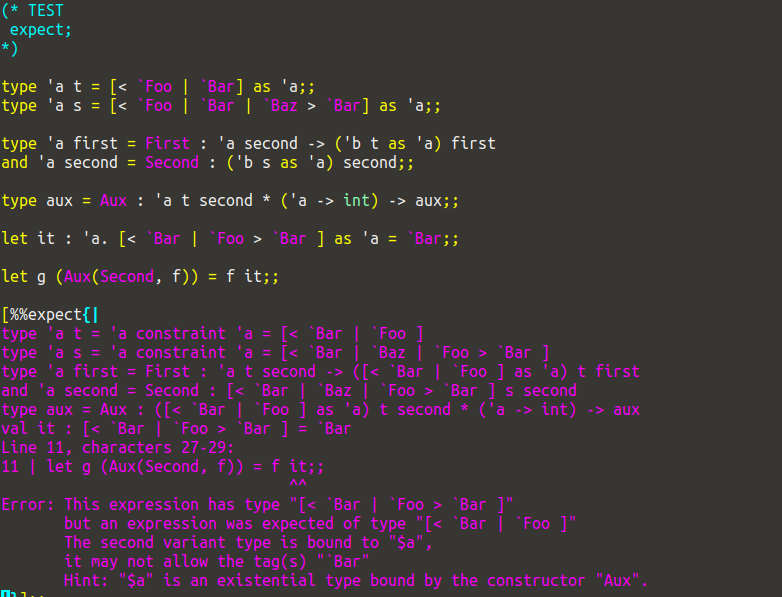 (* TEST
 expect;
*)
type 'a t = [< `Foo | `Bar] as 'a;;
type 'a s = [< `Foo | `Bar | `Baz > `Bar] as 'a;;
type 'a first = First : 'a second -> ('b t as 'a) first
and 'a second = Second : ('b s as 'a) second;;
type aux = Aux : 'a t second * ('a -> int) -> aux;;
let it : 'a. [< `Bar | `Foo > `Bar ] as 'a = `Bar;;
let g (Aux(Second, f)) = f it;;
[%%expect{|
type 'a t = 'a constraint 'a = [< `Bar | `Foo ]
type 'a s = 'a constraint 'a = [< `Bar | `Baz | `Foo > `Bar ]
type 'a first = First : 'a t second -> ([< `Bar | `Foo ] as 'a) t first
and 'a second = Second : [< `Bar | `Baz | `Foo > `Bar ] s second
type aux = Aux : ([< `Bar | `Foo ] as 'a) t second * ('a -> int) -> aux
val it : [< `Bar | `Foo > `Bar ] = `Bar
Line 11, characters 27-29:
11 | let g (Aux(Second, f)) = f it;;
                                ^^
Error: This expression has type "[< `Bar | `Foo > `Bar ]"
       but an expression was expected of type "[< `Bar | `Foo ]"
       The second variant type is bound to "$a",
       it may not allow the tag(s) "`Bar"
       Hint: "$a" is an existential type bound by the constructor "Aux".
|}];;